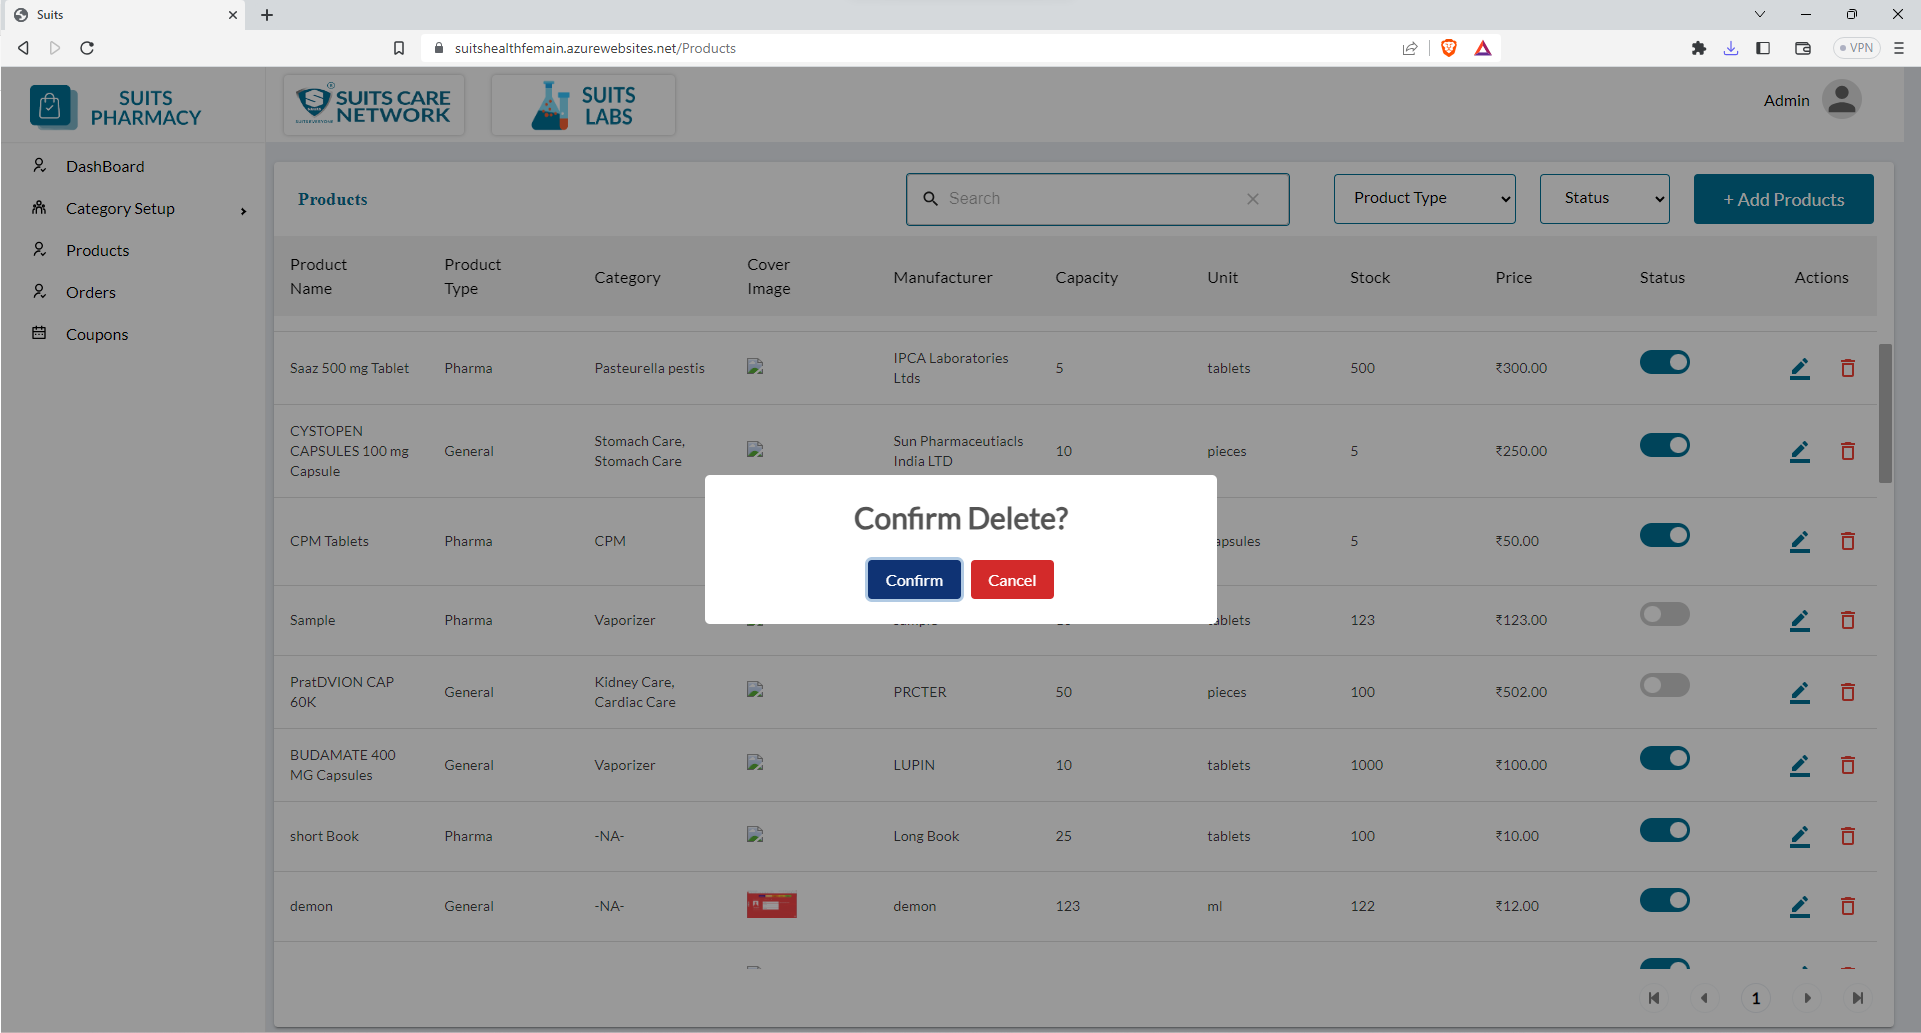 Suits
suitshealthfemain.azurewebsites.net/Products
VPN
SUITS
PHARMACY
SUITS CARE
NETWORK
SUITS
LABS
Admin
DashBoard
Category Setup
Products
Orders
Coupons
Products
Search
Product Type
Status
+ Add Products
Product Name
Product Type
Category
Cover Image
Manufacturer
Capacity
Unit
Stock
Price
Status
Actions
Saaz 500 mg Tablet
Pharma
Pasteurella pestis
IPCA Laboratories
Ltds
5
tablets
500
₹300.00
CYSTOPEN
CAPSULES 100 mg
Capsule
General
Stomach Care,
Stomach Care
Sun Pharmaceutiacls
India LTD
10
pieces
5
₹250.00
CPM Tablets
Pharma
CPM
apsules
5
₹50.00
Confirm Delete?
Confirm
Cancel
Sample
Pharma
Vaporizer
ablets
123
₹123.00
PratDVION CAP
60K
General
Kidney Care,
Cardiac Care
PRCTER
50
pieces
100
₹502.00
BUDAMATE 400
MG Capsules
General
Vaporizer
LUPIN
10
tablets
1000
₹100.00
short Book
Pharma
-NA-
Long Book
25
tablets
100
₹10.00
demon
General
-NA-
demon
123
ml
122
₹12.00
1